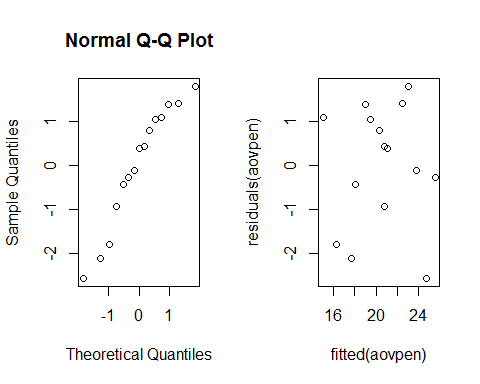 Normal Q-Q Plot
Sample Quantiles
1
0
-1
-2
-1 0 1
Theoretical Quantiles
residuals(aovpen)
1
0
-1
-2
16 20 24
fitted(aovpen)